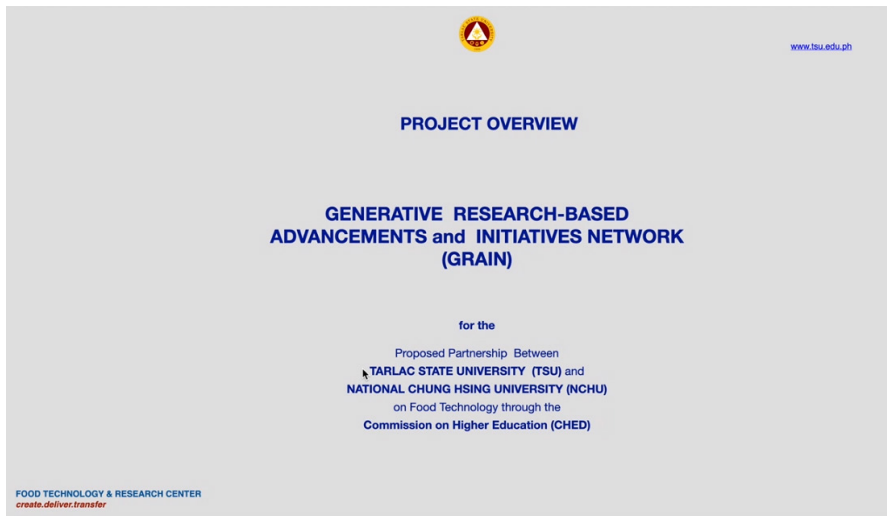 www.tsu.edu.ph
PROJECT OVERVIEW
GENERATIVE RESEARCH-BASED
ADVANCEMENTS and INITIATIVES NETWORK
(GRAIN)
for the
Proposed Partnership Between
TARLAC STATE UNIVERSITY (TSU) and
NATIONAL CHUNG HSING UNIVERSITY (NCHU)
on Food Technology through the
Commission on Higher Education (CHED)
FOOD TECHNOLOGY & RESEARCH CENTER
create.deliver.transfer